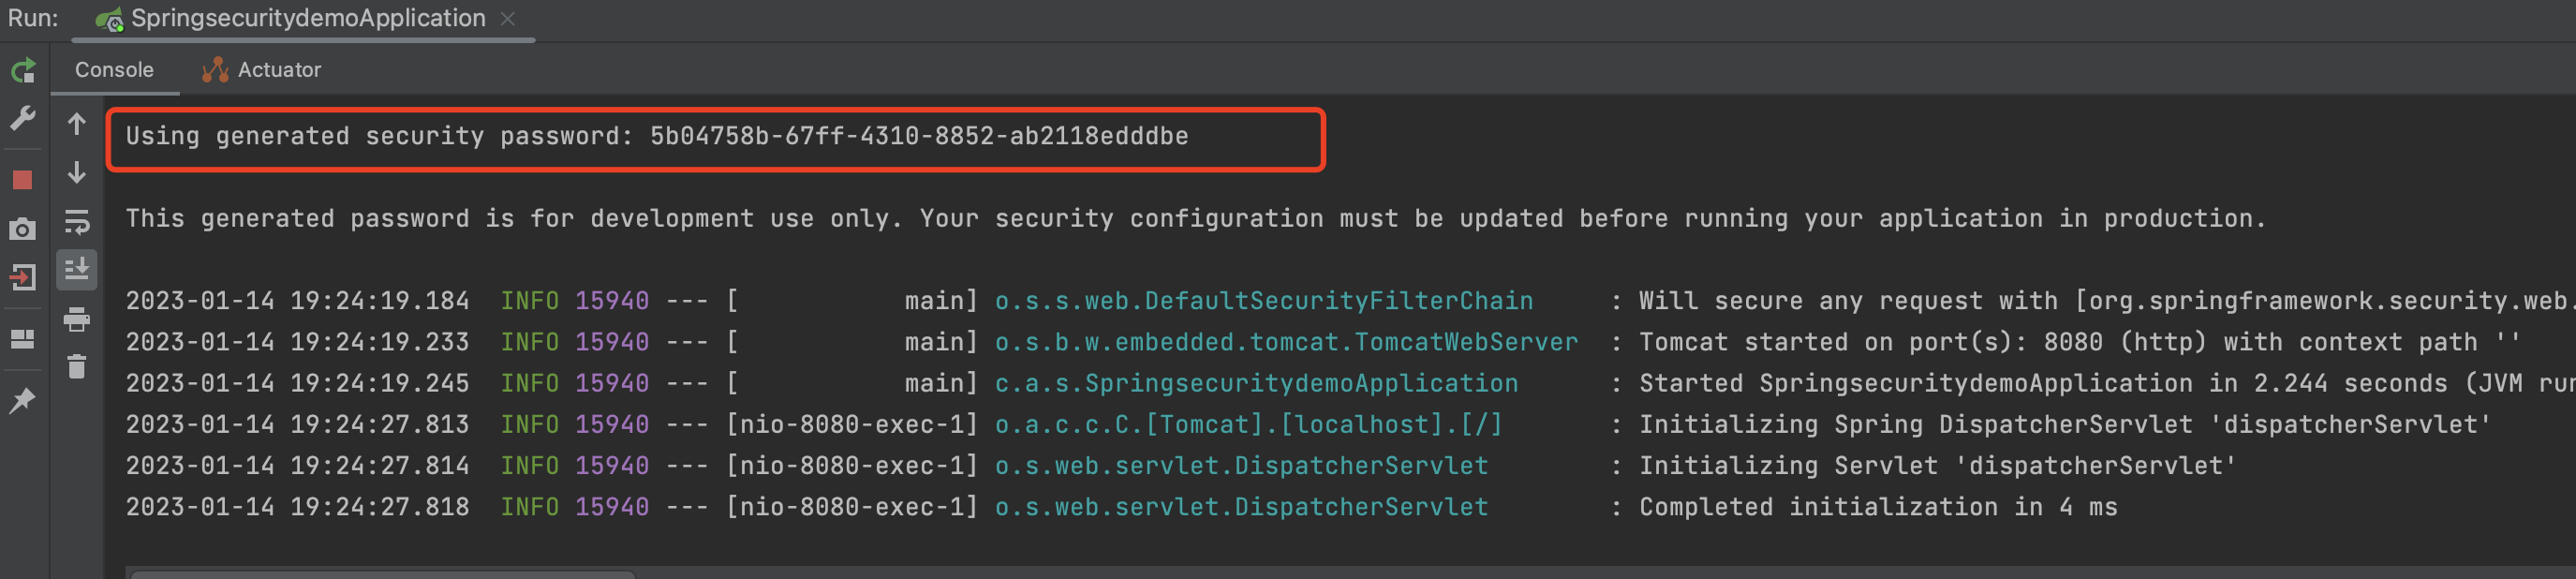 Run: SpringsecuritydemoApplication
Console Actuator
Using generated security password: 5b04758b-67ff-4310-8852-ab2118edddbe
This generated password is for development use only. Your security configuration must be updated before running your application in production.
2023-01-14 19:24:19.184  INFO 15940 --- [           main] o.s.s.web.DefaultSecurityFilterChain     : Will secure any request with [org.springframework.security.web.
2023-01-14 19:24:19.233  INFO 15940 --- [           main] o.s.b.w.embedded.tomcat.TomcatWebServer  : Tomcat started on port(s): 8080 (http) with context path ''
2023-01-14 19:24:19.245  INFO 15940 --- [           main] c.a.s.SpringsecuritydemoApplication      : Started SpringsecuritydemoApplication in 2.244 seconds (JVM run
2023-01-14 19:24:27.813  INFO 15940 --- [nio-8080-exec-1] o.a.c.c.C.[Tomcat].[localhost].[/]       : Initializing Spring DispatcherServlet 'dispatcherServlet'
2023-01-14 19:24:27.814  INFO 15940 --- [nio-8080-exec-1] o.s.web.servlet.DispatcherServlet        : Initializing Servlet 'dispatcherServlet'
2023-01-14 19:24:27.818  INFO 15940 --- [nio-8080-exec-1] o.s.web.servlet.DispatcherServlet        : Completed initialization in 4 ms